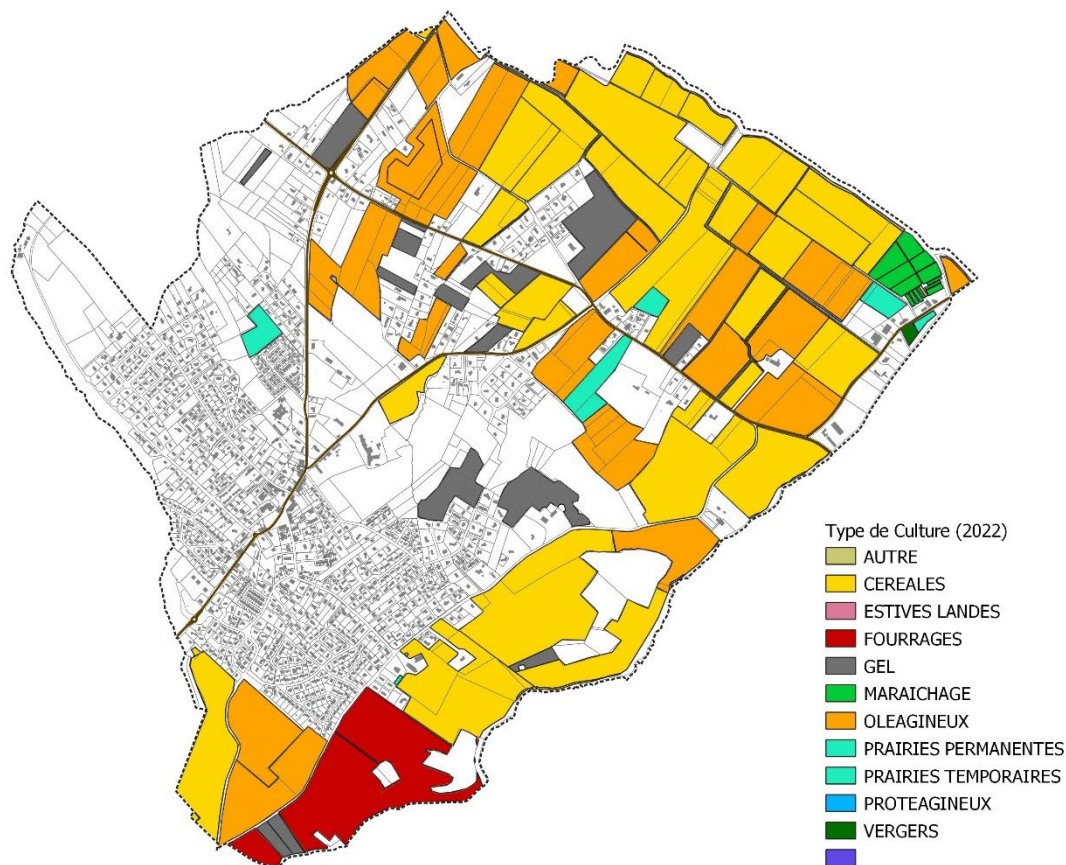 Type de Culture (2022)
AUTRE
CEREALES
ESTIVES LANDES
FOURRAGES
GEL
MARAICHAGE
OLEAGINEUX
PRAIRIES PERMANENTES
PRAIRIES TEMPORAIRES
PROTEAGINEUX
VERGERS